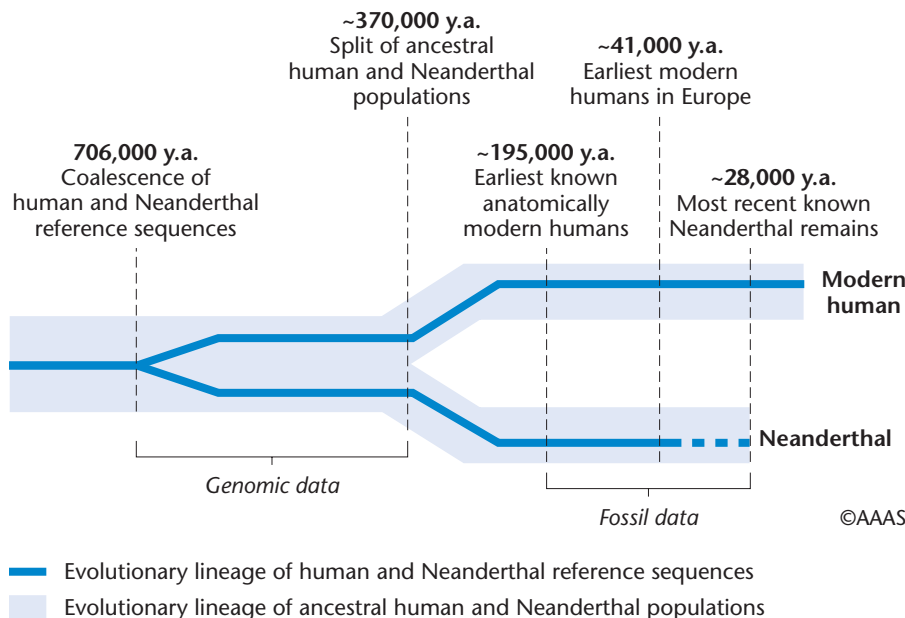 ~370,000 y.a.
Split of ancestral
human and Neanderthal
populations
~41,000 y.a.
Earliest modern
humans in Europe
706,000 y.a.
Coalescence of
human and Neanderthal
reference sequences
~195,000 y.a.
Earliest known
anatomically
modern humans
~28,000 y.a.
Most recent known
Neanderthal remains
Modern
human
Neanderthal
Genomic data
Fossil data
©AAAS
Evolutionary lineage of human and Neanderthal reference sequences
Evolutionary lineage of ancestral human and Neanderthal populations